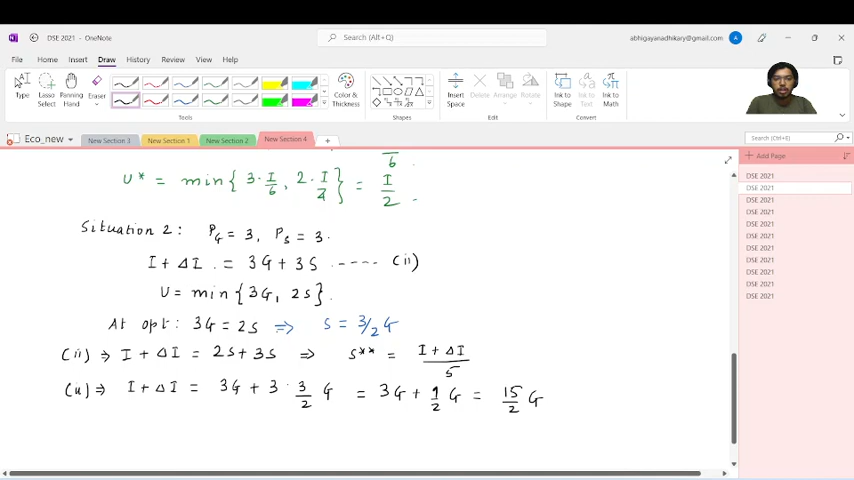 DSE 2021 - OneNote
Search (Alt+Q)
abhigayanadhikary@gmail.com
A
File Home Insert Draw History Review View Help
Type
Lasso Select
Panning Hand
Eraser
Color & Thickness
Insert Space
Delete
Arrange
Rotate
Ink to Shape
Ink to Text
Ink to Math
Tools
Shapes
Edit
Convert
Eco_new
New Section 3
New Section 1
New Section 2
New Section 4
+
Search (Ctrl+E)
Add Page
DSE 2021
DSE 2021
DSE 2021
DSE 2021
DSE 2021
DSE 2021
DSE 2021
DSE 2021
DSE 2021
DSE 2021
DSE 2021
6
U* = min{3·I/6, 2·I/4} = I/2.
Situation 2: P_G = 3, P_S = 3.
I + ΔI . = 3G + 3S ----- (ii)
U = min{3G, 2S}.
At opt: 3G = 2S ⇒ S = 3/2 G
(ii) ⇒ I + ΔI = 2S + 3S ⇒ S** = (I + ΔI)/5
(ii) ⇒ I + ΔI = 3G + 3 · 3/2 G = 3G + 9/2 G = 15/2 G